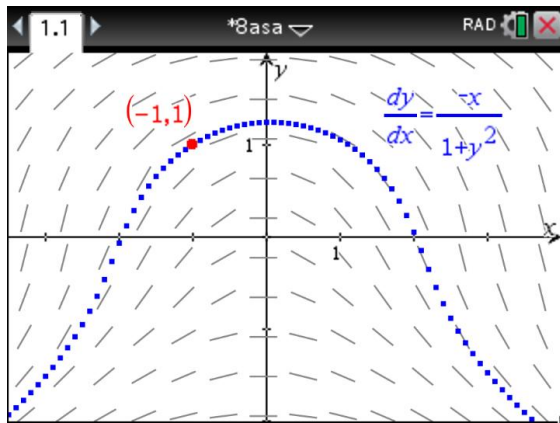 1.1 *8asa RAD
y
(-1,1)
dy/dx = -x/1+y²
1
x
1